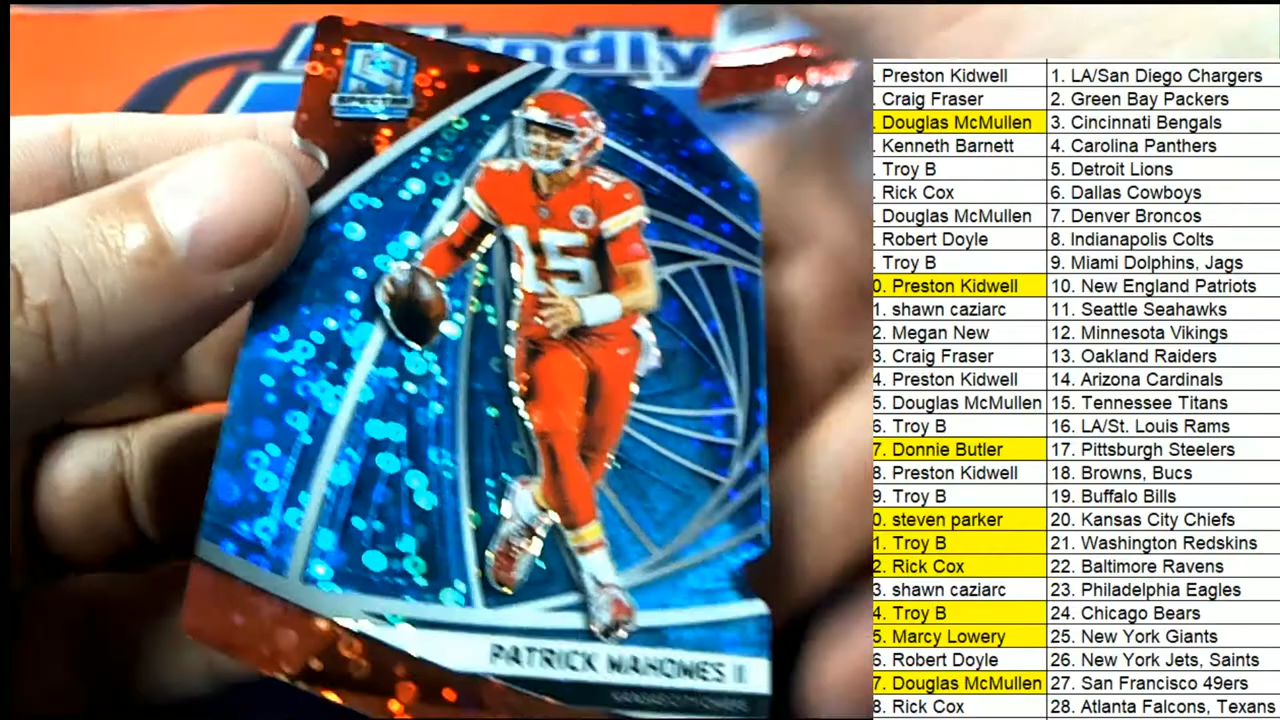 endly
SPECTRA
15
15
PATRICK MAHOMES II
KANSAS CITY CHIEFS
. Preston Kidwell 1. LA/San Diego Chargers
. Craig Fraser 2. Green Bay Packers
. Douglas McMullen 3. Cincinnati Bengals
. Kenneth Barnett 4. Carolina Panthers
. Troy B 5. Detroit Lions
. Rick Cox 6. Dallas Cowboys
. Douglas McMullen 7. Denver Broncos
. Robert Doyle 8. Indianapolis Colts
. Troy B 9. Miami Dolphins, Jags
0. Preston Kidwell 10. New England Patriots
1. shawn caziarc 11. Seattle Seahawks
2. Megan New 12. Minnesota Vikings
3. Craig Fraser 13. Oakland Raiders
4. Preston Kidwell 14. Arizona Cardinals
5. Douglas McMullen 15. Tennessee Titans
6. Troy B 16. LA/St. Louis Rams
7. Donnie Butler 17. Pittsburgh Steelers
8. Preston Kidwell 18. Browns, Bucs
9. Troy B 19. Buffalo Bills
0. steven parker 20. Kansas City Chiefs
1. Troy B 21. Washington Redskins
2. Rick Cox 22. Baltimore Ravens
3. shawn caziarc 23. Philadelphia Eagles
4. Troy B 24. Chicago Bears
5. Marcy Lowery 25. New York Giants
6. Robert Doyle 26. New York Jets, Saints
7. Douglas McMullen 27. San Francisco 49ers
8. Rick Cox 28. Atlanta Falcons, Texans